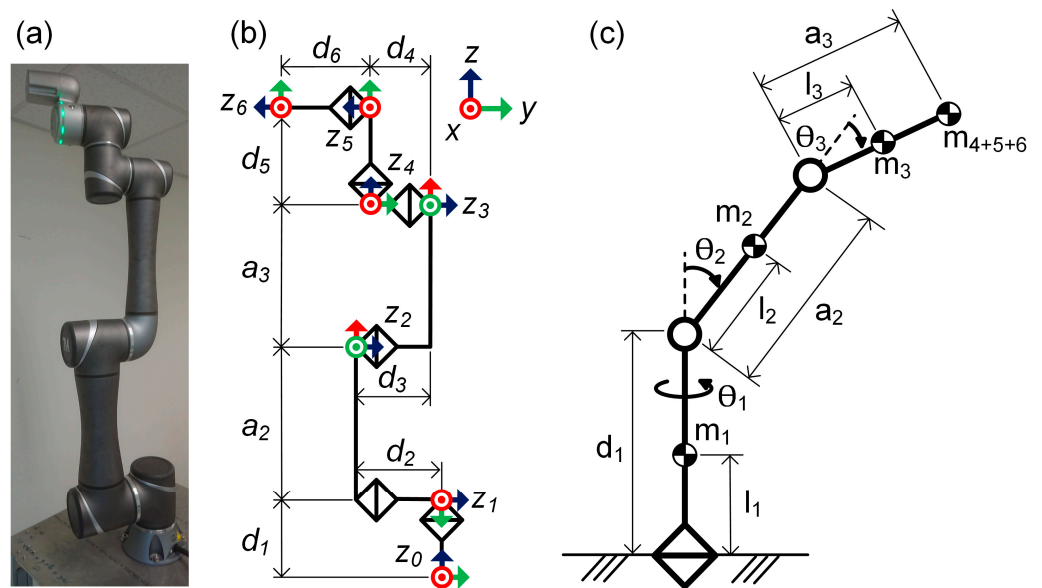 (a)
(b)
d6
d4
z
z6
z5
x
y
d5
z4
z3
a3
z2
d3
a2
d2
z1
d1
z0
(c)
a3
l3
θ3
m3
m4+5+6
m2
θ2
l2
a2
θ1
d1
m1
l1